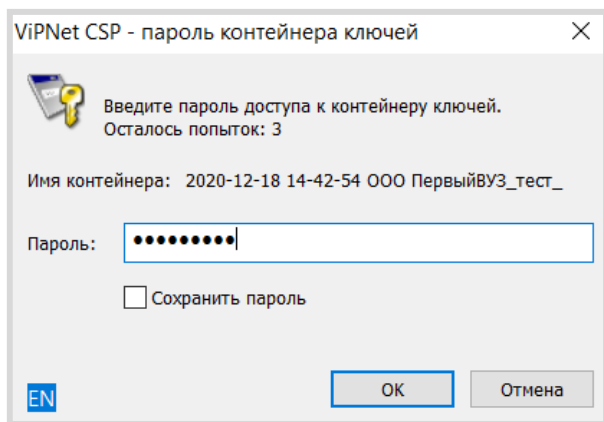 ViPNet CSP - пароль контейнера ключей
Введите пароль доступа к контейнеру ключей.
Осталось попыток: 3
Имя контейнера: 2020-12-18 14-42-54 ООО ПервыйВУЗ_тест_
Пароль: •••••••••
Сохранить пароль
EN
ОК
Отмена